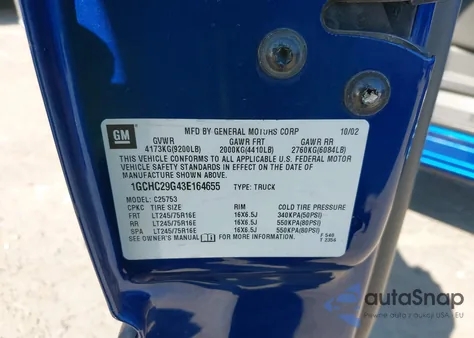 GM
MFD BY GENERAL MOTORS CORP 10/02
GVWR GAWR FRT GAWR RR
4173KG(9200LB) 2000KG(4410LB) 2760KG(6084LB)
THIS VEHICLE CONFORMS TO ALL APPLICABLE U.S. FEDERAL MOTOR
VEHICLE SAFETY STANDARDS IN EFFECT ON THE DATE OF
MANUFACTURE SHOWN ABOVE.
1GCHC29G43E164655 TYPE: TRUCK
MODEL: C25753
CPKC TIRE SIZE RIM COLD TIRE PRESSURE
FRT LT245/75R16E 16X6.5J 340KPA(50PSI)
RR LT245/75R16E 16X6.5J 550KPA(80PSI)
SPA LT245/75R16E 16X6.5J 550KPA(80PSI)
SEE OWNER'S MANUAL FOR ADDITIONAL INFORMATION F 540
T 2356
autoSnap